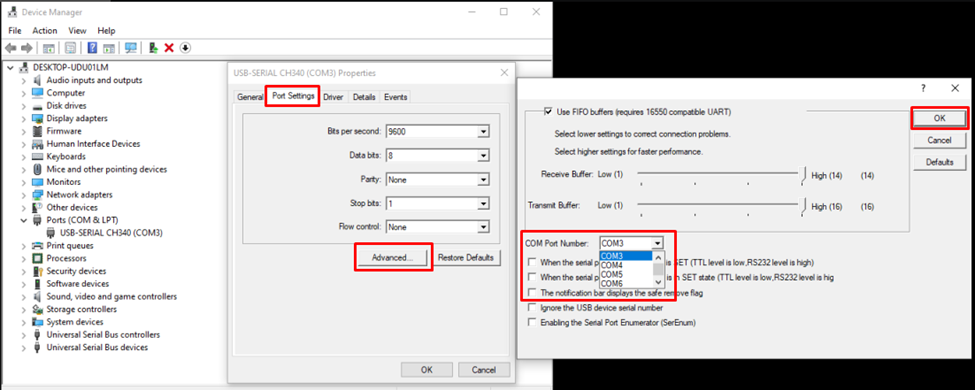 Device Manager
File Action View Help
DESKTOP-UDU01LM
Audio inputs and outputs
Computer
Disk drives
Display adapters
Firmware
Human Interface Devices
Keyboards
Mice and other pointing devices
Monitors
Network adapters
Other devices
Ports (COM & LPT)
USB-SERIAL CH340 (COM3)
Print queues
Processors
Security devices
Software devices
Sound, video and game controllers
Storage controllers
System devices
Universal Serial Bus controllers
Universal Serial Bus devices
USB-SERIAL CH340 (COM3) Properties
General Port Settings Driver Details Events
Bits per second: 9600
Data bits: 8
Parity: None
Stop bits: 1
Flow control: None
Advanced... Restore Defaults
OK Cancel
Use FIFO buffers (requires 16550 compatible UART)
OK
Select lower settings to correct connection problems.
Cancel
Select higher settings for faster performance.
Defaults
Receive Buffer: Low (1) High (14) (14)
Transmit Buffer: Low (1) High (16) (16)
COM Port Number: COM3
COM3
COM4
COM5
COM6
When the serial p is SET (TTL level is low,RS232 level is high)
When the serial p is in SET state (TTL level is low,RS232 level is hig
The notification bar displays the safe remove flag
Ignore the USB device serial number
Enabling the Serial Port Enumerator (SerEnum)